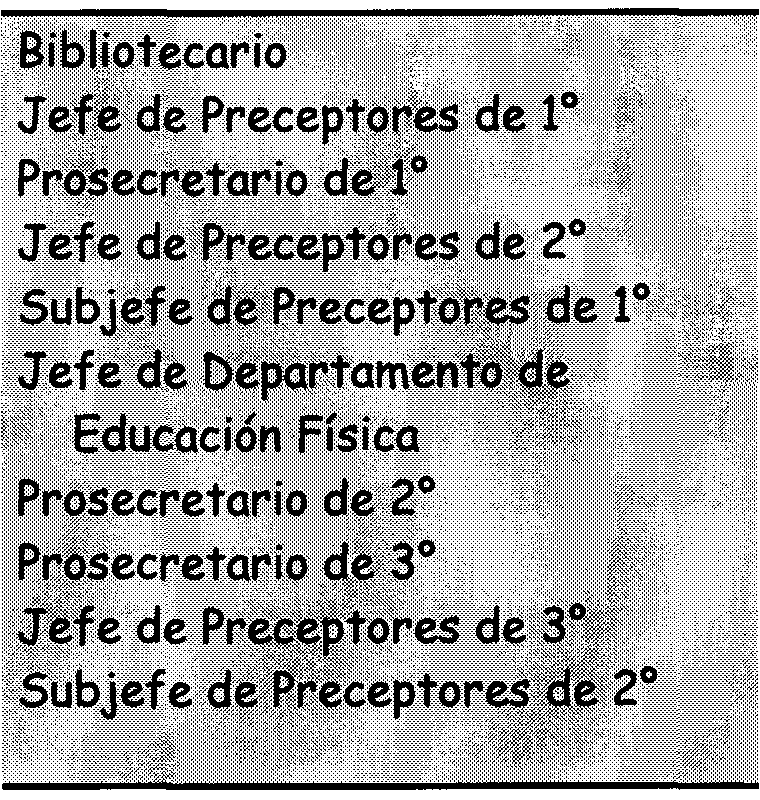 Bibliotecario
Jefe de Preceptores de 1°
Prosecretario de 1°
Jefe de Preceptores de 2°
Subjefe de Preceptores de 1°
Jefe de Departamento de
Educación Física
Prosecretario de 2°
Prosecretario de 3°
Jefe de Preceptores de 3°
Subjefe de Preceptores de 2°